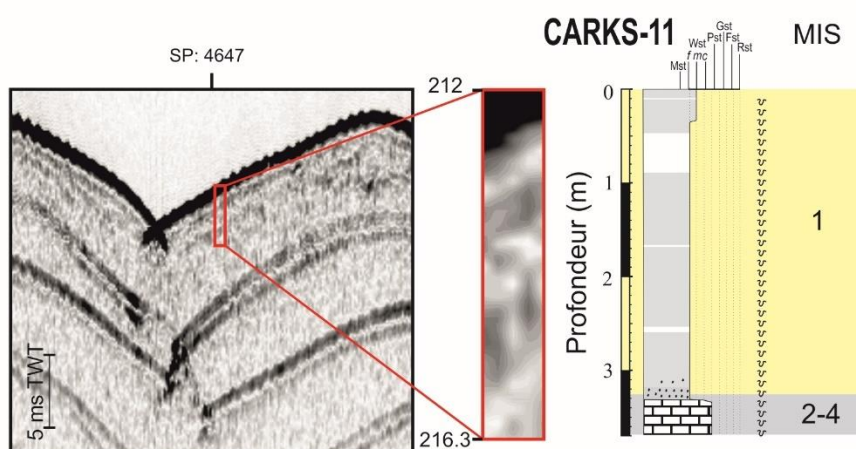 SP: 4647
5 ms TWT
212
216.3
CARKS-11
MIS
Mst
f mc
Wst
Pst
Gst
Fst
Rst
Profondeur (m)
0
1
2
3
1
2-4